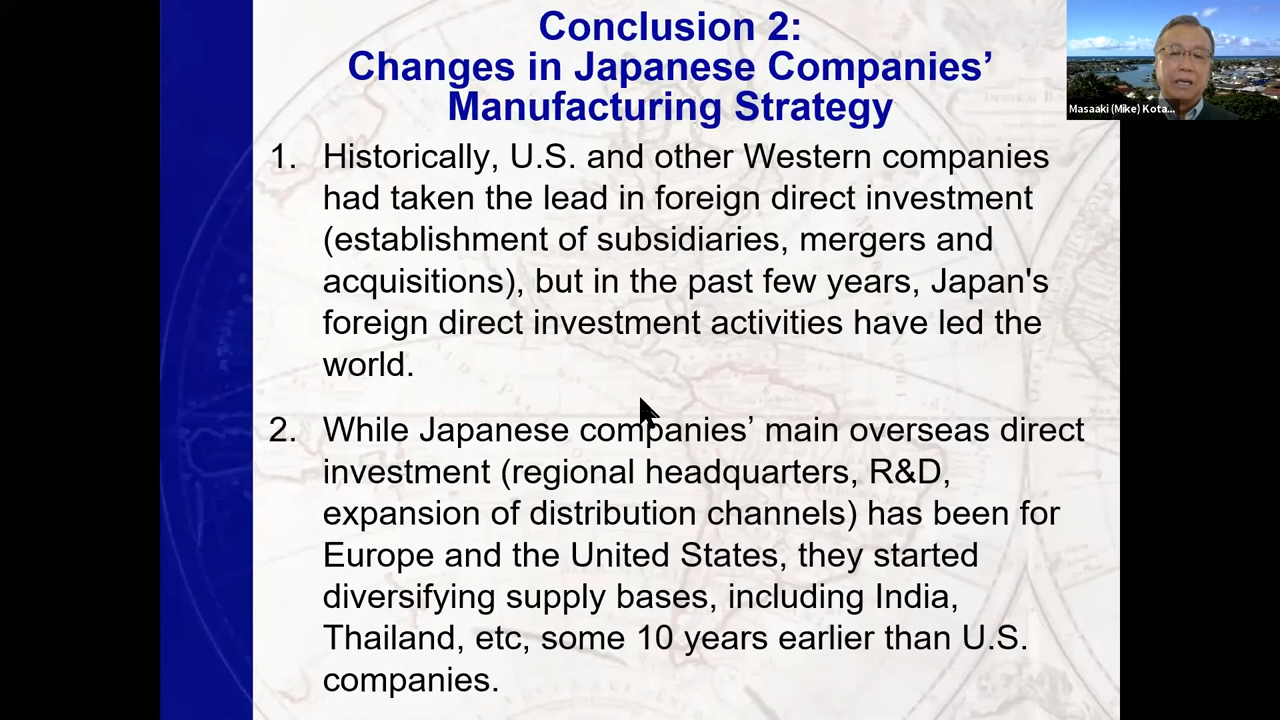 Conclusion 2:
Changes in Japanese Companies’
Manufacturing Strategy
1. Historically, U.S. and other Western companies
had taken the lead in foreign direct investment
(establishment of subsidiaries, mergers and
acquisitions), but in the past few years, Japan's
foreign direct investment activities have led the
world.
2. While Japanese companies’ main overseas direct
investment (regional headquarters, R&D,
expansion of distribution channels) has been for
Europe and the United States, they started
diversifying supply bases, including India,
Thailand, etc, some 10 years earlier than U.S.
companies.
Masaaki (Mike) Kota...